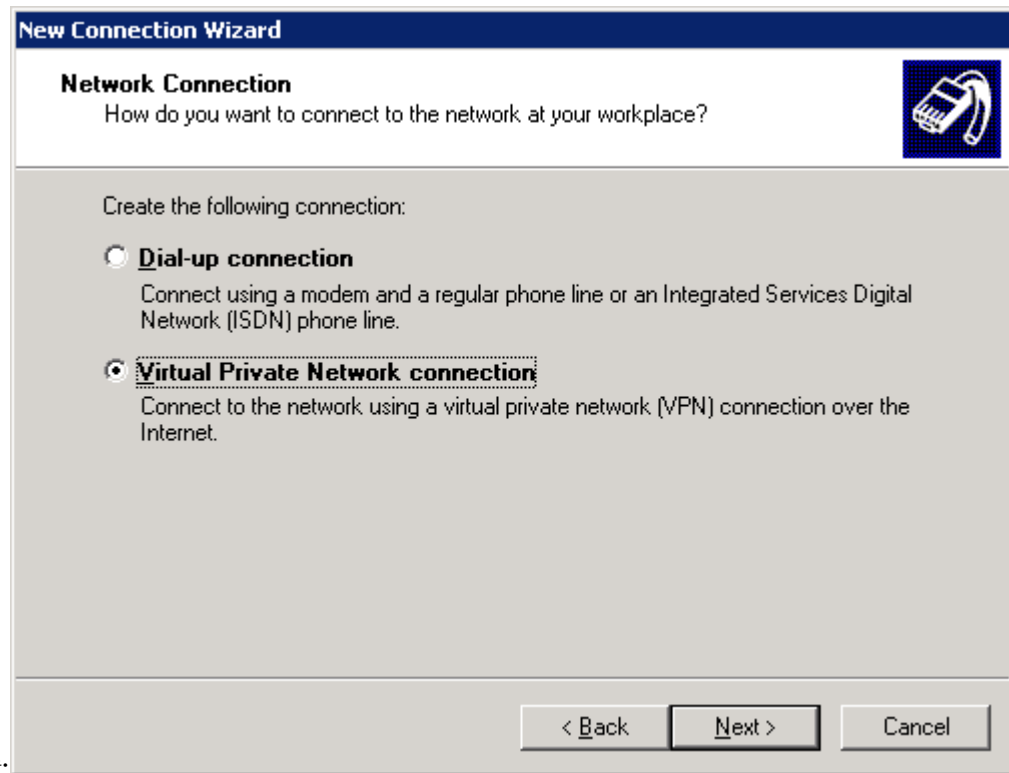 New Connection Wizard
Network Connection
How do you want to connect to the network at your workplace?
Create the following connection:
Dial-up connection
Connect using a modem and a regular phone line or an Integrated Services Digital
Network (ISDN) phone line.
Virtual Private Network connection
Connect to the network using a virtual private network (VPN) connection over the
Internet.
< Back Next > Cancel